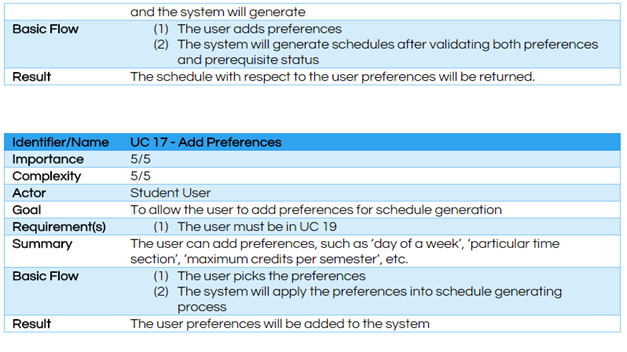 and the system will generate
Basic Flow (1) The user adds preferences
(2) The system will generate schedules after validating both preferences
and prerequisite status
Result The schedule with respect to the user preferences will be returned.
Identifier/Name UC 17 - Add Preferences
Importance 5/5
Complexity 5/5
Actor Student User
Goal To allow the user to add preferences for schedule generation
Requirement(s) (1) The user must be in UC 19
Summary The user can add preferences, such as ‘day of a week’, ‘particular time
section’, ‘maximum credits per semester’, etc.
Basic Flow (1) The user picks the preferences
(2) The system will apply the preferences into schedule generating
process
Result The user preferences will be added to the system